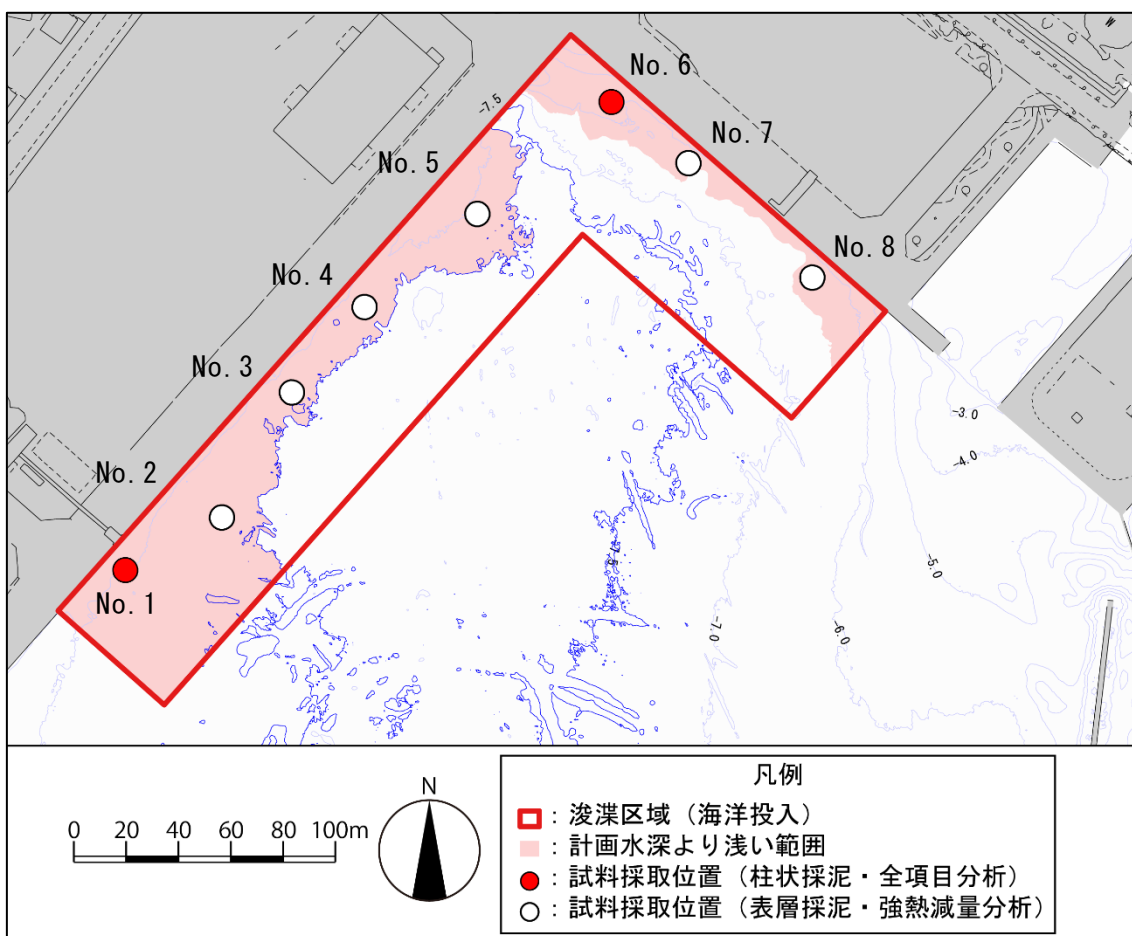 No. 6
-7.5
No. 7
No. 5
No. 8
No. 4
No. 3
-3.0
-4.0
No. 2
-7.5
-5.0
No. 1
-7.0
-6.0
凡例
N
:浚渫区域(海洋投入)
0 20 40 60 80 100m
:計画水深より浅い範囲
:試料採取位置(柱状採泥・全項目分析)
:試料採取位置(表層採泥・強熱減量分析)